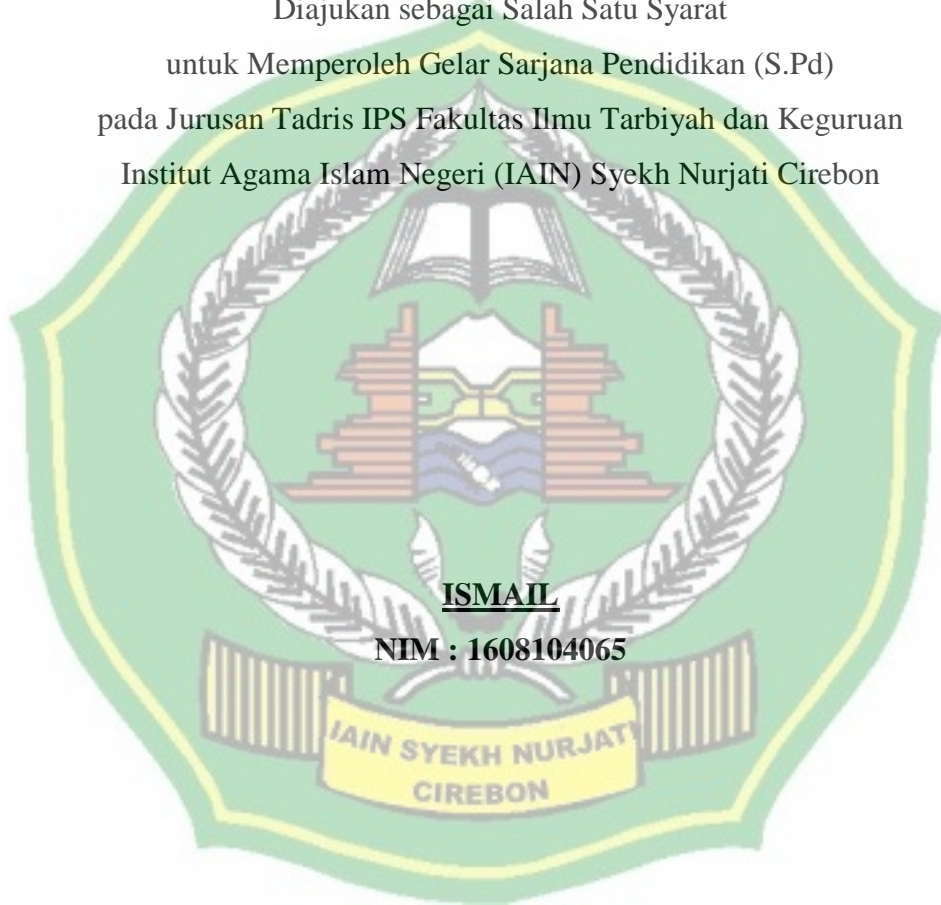 Diajukan sebagai Salah Satu Syarat
untuk Memperoleh Gelar Sarjana Pendidikan (S.Pd)
pada Jurusan Tadris IPS Fakultas Ilmu Tarbiyah dan Keguruan
Institut Agama Islam Negeri (IAIN) Syekh Nurjati Cirebon
ISMAIL
NIM : 1608104065
IAIN SYEKH NURJATI
CIREBON